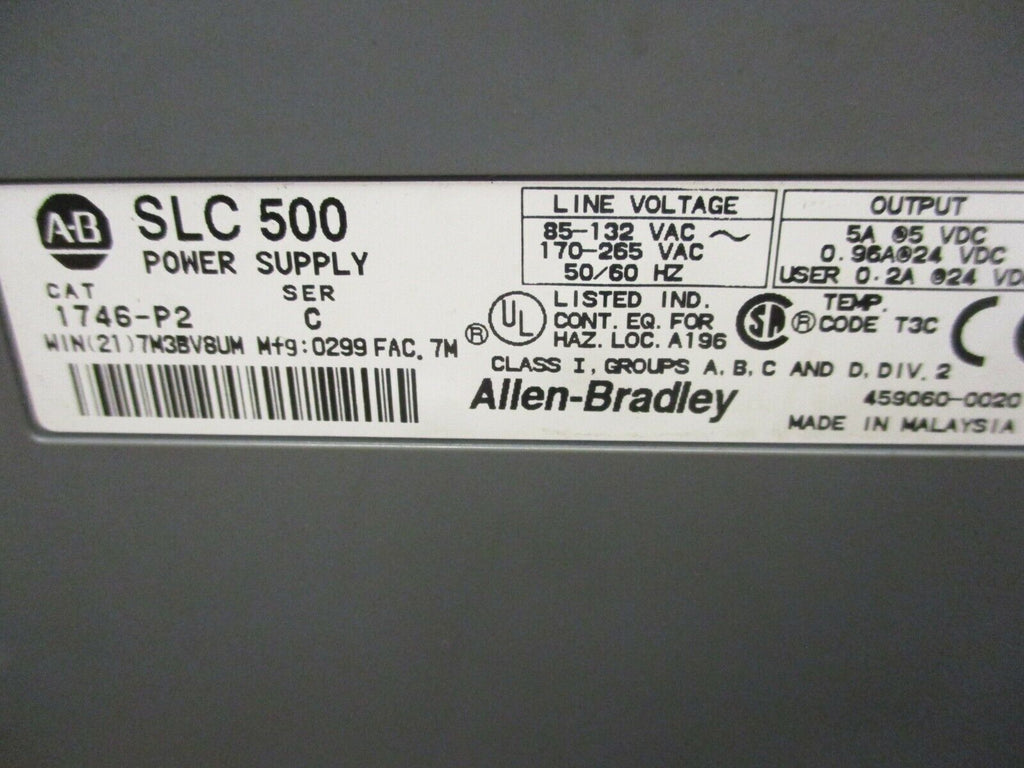 A-B
SLC 500
POWER SUPPLY
CAT
SER
1746-P2
C
WIN(21)7M3BV8UM Mfg:0299 FAC. 7M
LINE VOLTAGE
85-132 VAC ~
170-265 VAC
50/60 HZ
OUTPUT
5A @5 VDC
0.96A@24 VDC
USER 0.2A @24
® UL
LISTED IND.
CONT. EQ. FOR
HAZ. LOC. A196
SA ®
TEMP.
CODE T3C
CLASS I, GROUPS A, B, C AND D, DIV. 2
Allen-Bradley
459060-0020
MADE IN MALAYSIA